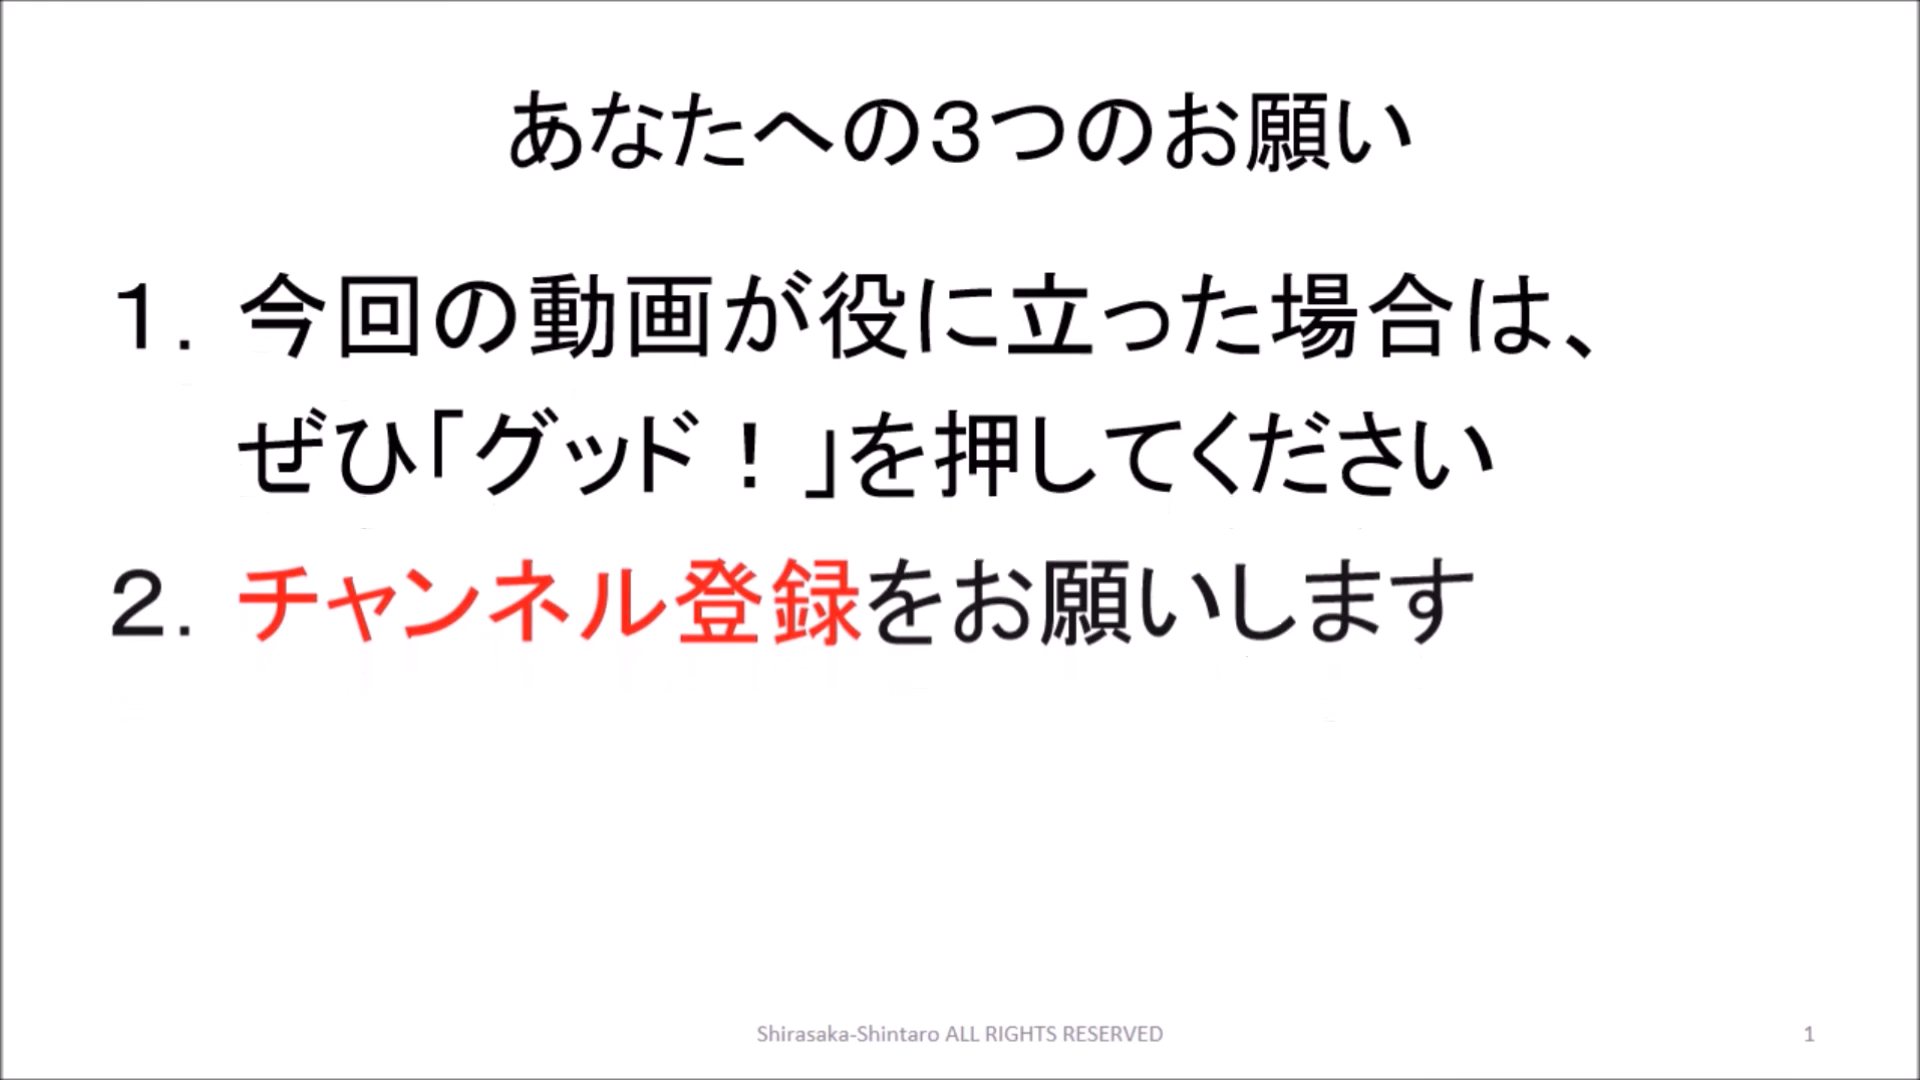 あなたへの３つのお願い
１．今回の動画が役に立った場合は、
ぜひ「グッド！」を押してください
２．チャンネル登録をお願いします
Shirasaka-Shintaro ALL RIGHTS RESERVED
1